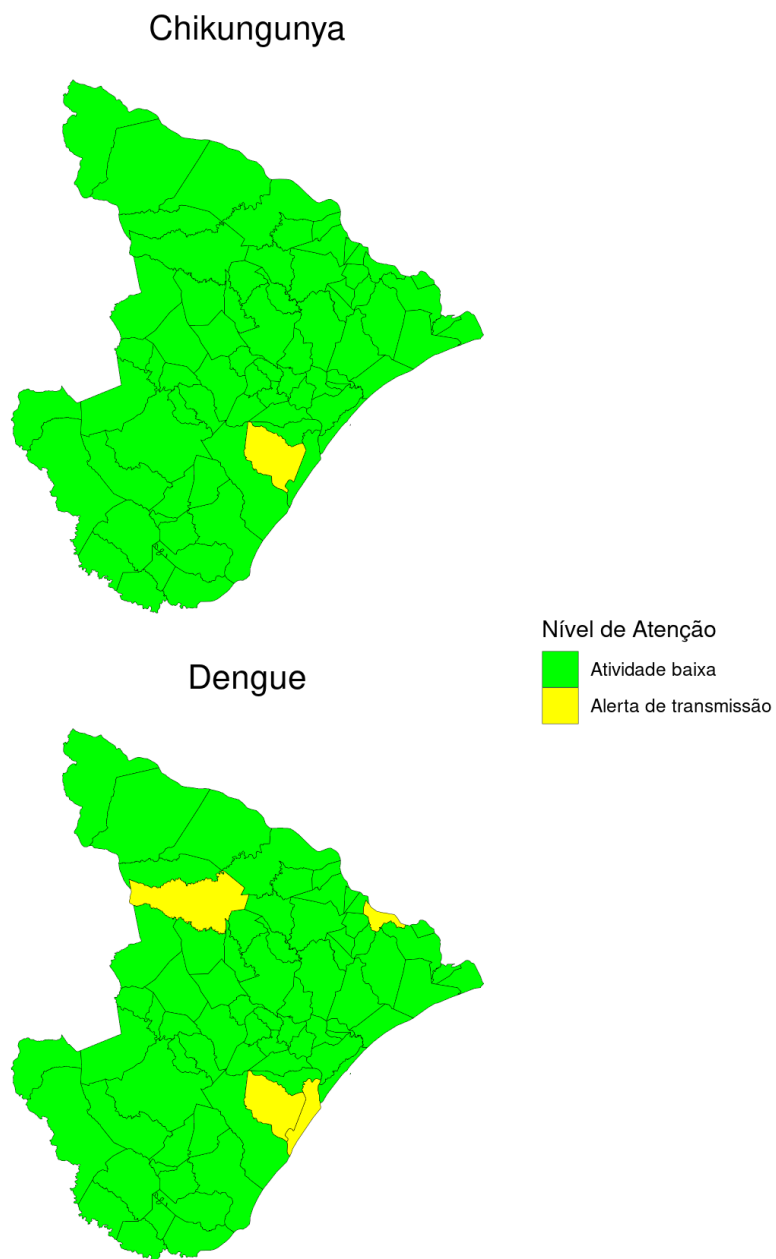 Chikungunya
Nível de Atenção
Atividade baixa
Alerta de transmissão
Dengue